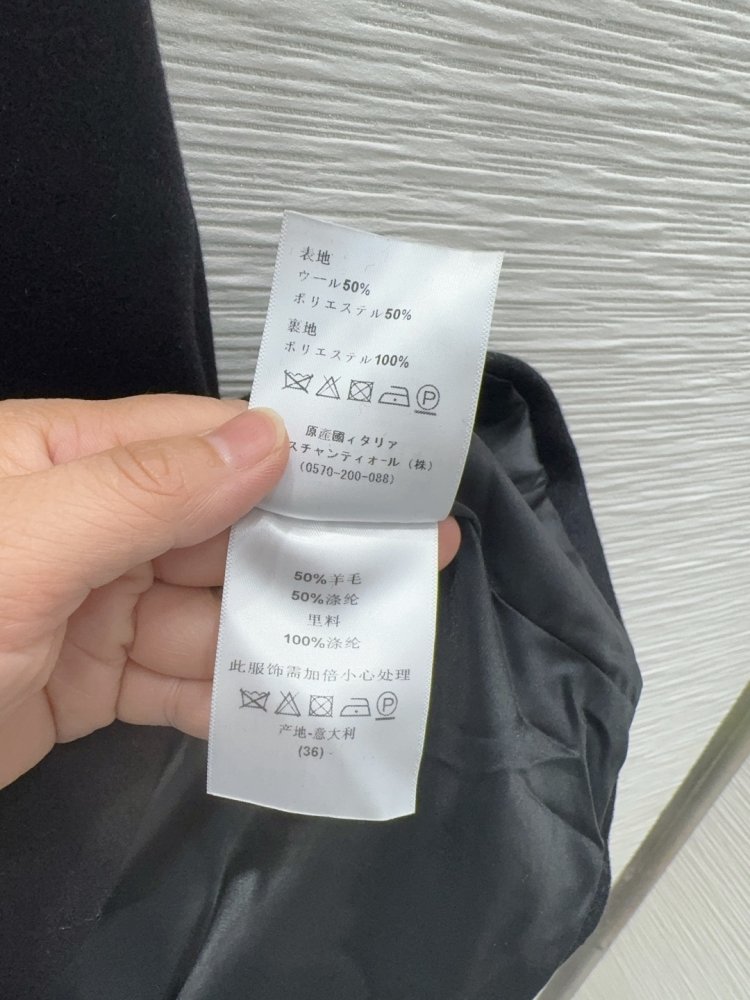 表地
ウール50%
ポリエステル50%
裏地
ポリエステル100%
P
原産國イタリア
スチャンティオール (株)
(0570-200-088)
50%羊毛
50%涤纶
里料
100%涤纶
此服饰需加倍小心处理
P
产地-意大利
(36)